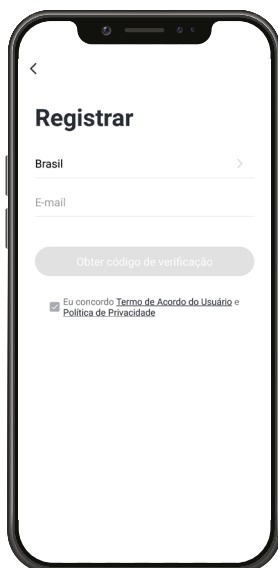 Registrar
Brasil
E-mail
Obter código de verificação
Eu concordo Termo de Acordo do Usuário e
Política de Privacidade